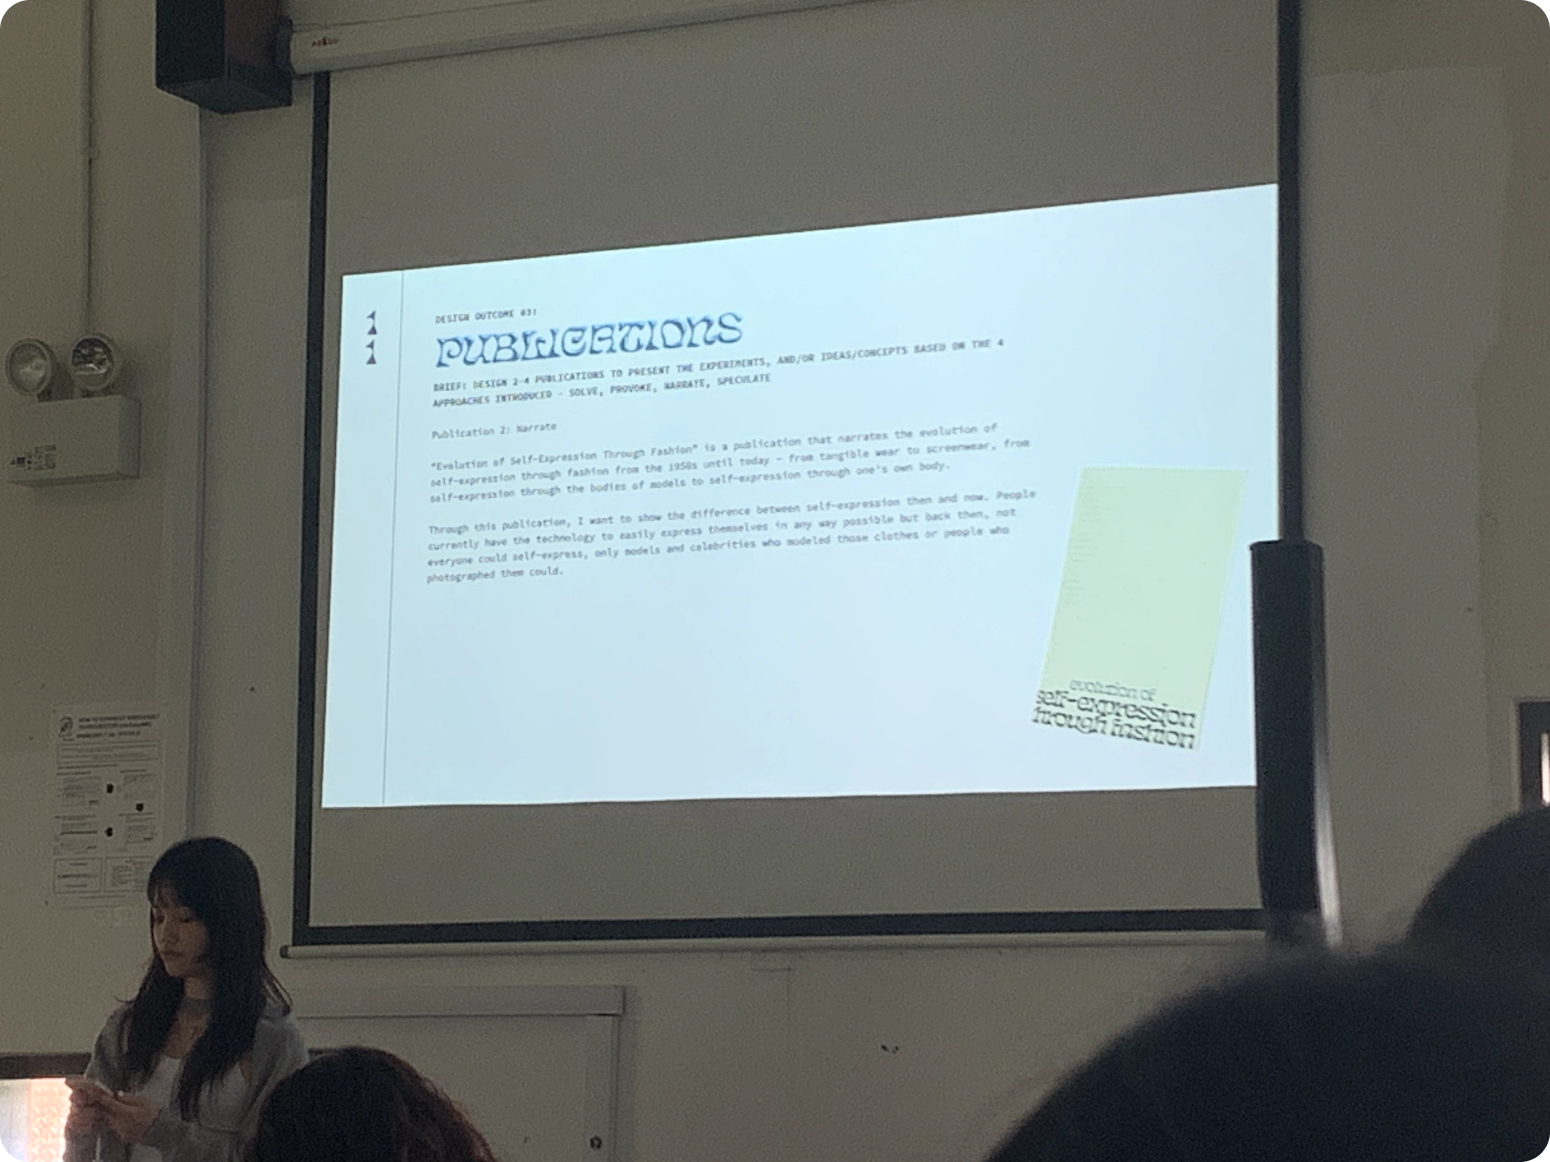 DESIGN OUTCOME 03:
PUBLICATIONS
BRIEF: DESIGN 2-4 PUBLICATIONS TO PRESENT THE EXPERIMENTS, AND/OR IDEAS/CONCEPTS BASED ON THE 4
APPROACHES INTRODUCED - SOLVE, PROVOKE, NARRATE, SPECULATE
Publication 2: Narrate
"Evolution of Self-Expression Through Fashion" is a publication that narrates the evolution of
self-expression through fashion from the 1950s until today - from tangible wear to screenwear, from
self-expression through the bodies of models to self-expression through one's own body.
Through this publication, I want to show the difference between self-expression then and now. People
currently have the technology to easily express themselves in any way possible but back then, not
everyone could self-express, only models and celebrities who modeled those clothes or people who
photographed them could.
evolution of
self-expression
through fashion